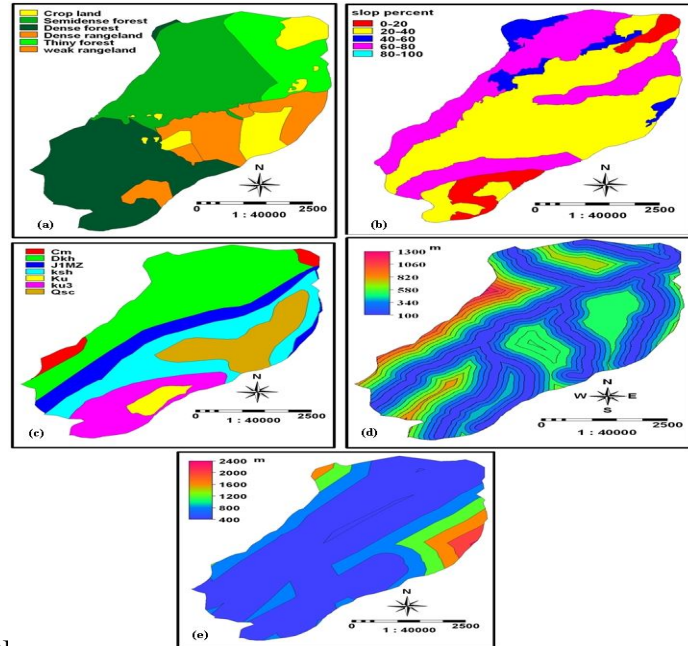 Crop land
Semidense forest
Dense forest
Dense rangeland
Thiny forest
weak rangeland
N
0 2500
1 : 40000
(a)
slop percent
0-20
20-40
40-60
60-80
80-100
N
0 2500
1 : 40000
(b)
Cm
Dkh
J1MZ
ksh
Ku
ku3
Qsc
N
0 2500
1 : 40000
(c)
1300 m
1060
820
580
340
100
N
W E
S
0 2500
1 : 40000
(d)
2400 m
2000
1600
1200
800
400
N
0 2500
1 : 40000
(e)